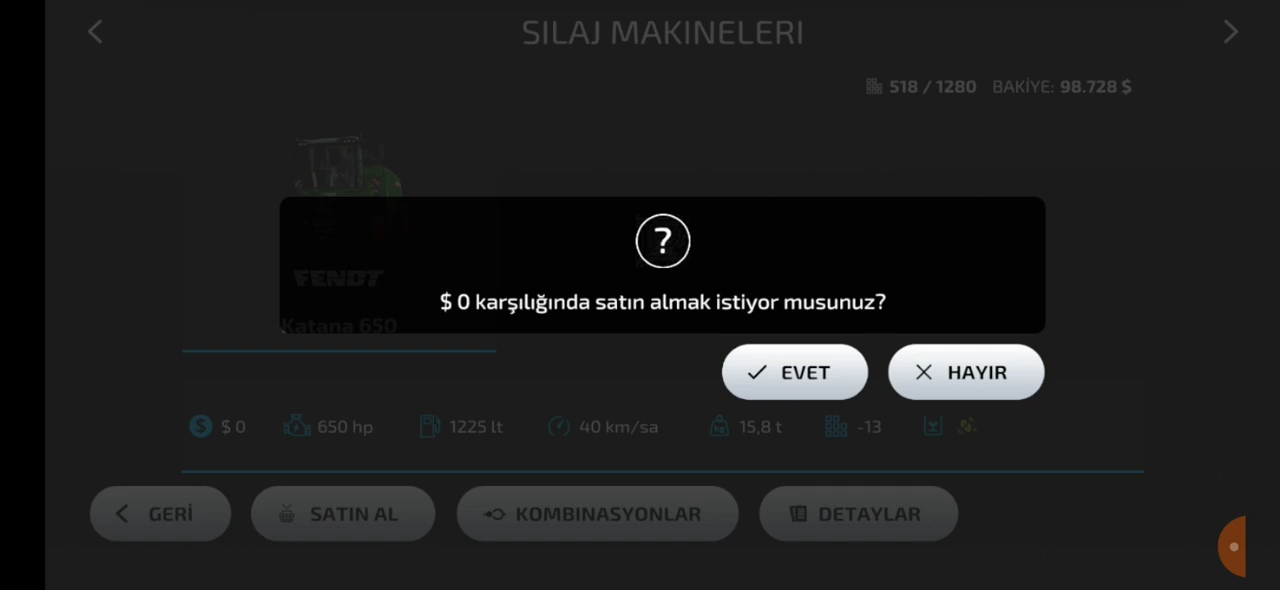 SILAJ MAKINELERI
518 / 1280 BAKİYE: 98.728 $
FENDT
Katana 650
?
$ 0 karşılığında satın almak istiyor musunuz?
EVET HAYIR
$ 0 650 hp 1225 lt 40 km/sa 15,8 t -13
GERİ SATIN AL KOMBINASYONLAR DETAYLAR